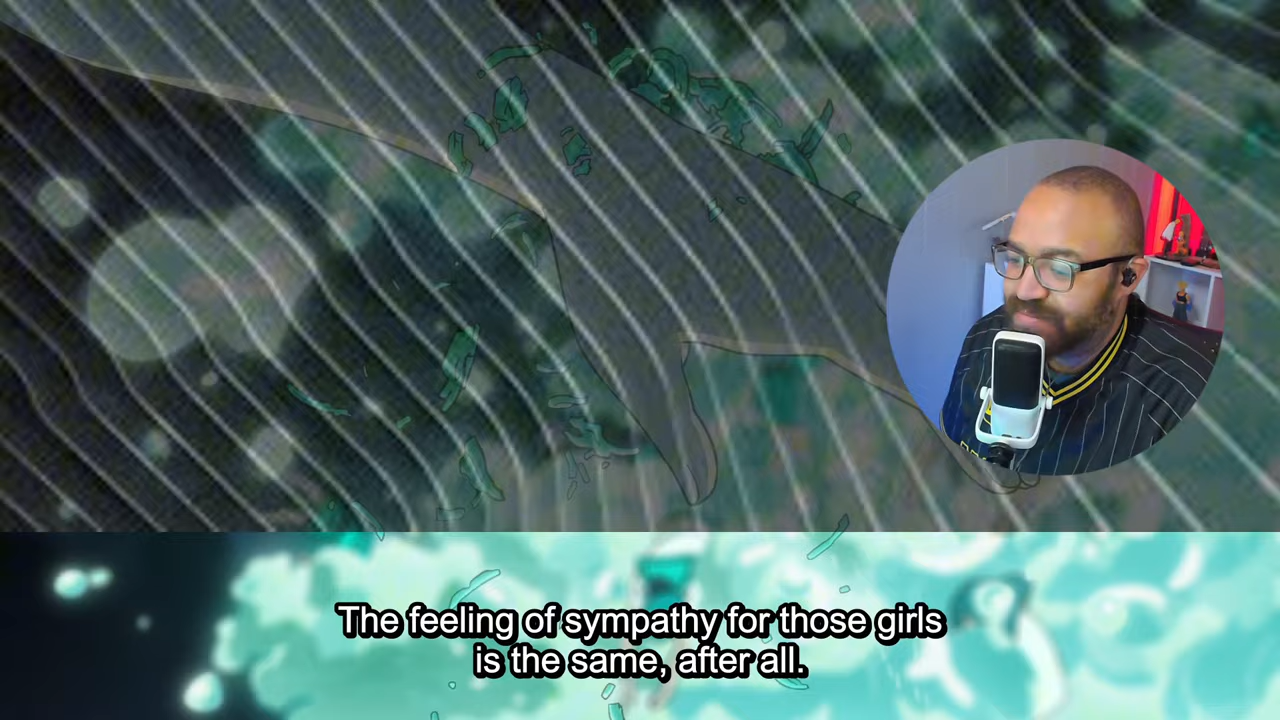 The feeling of sympathy for those girls
is the same, after all.